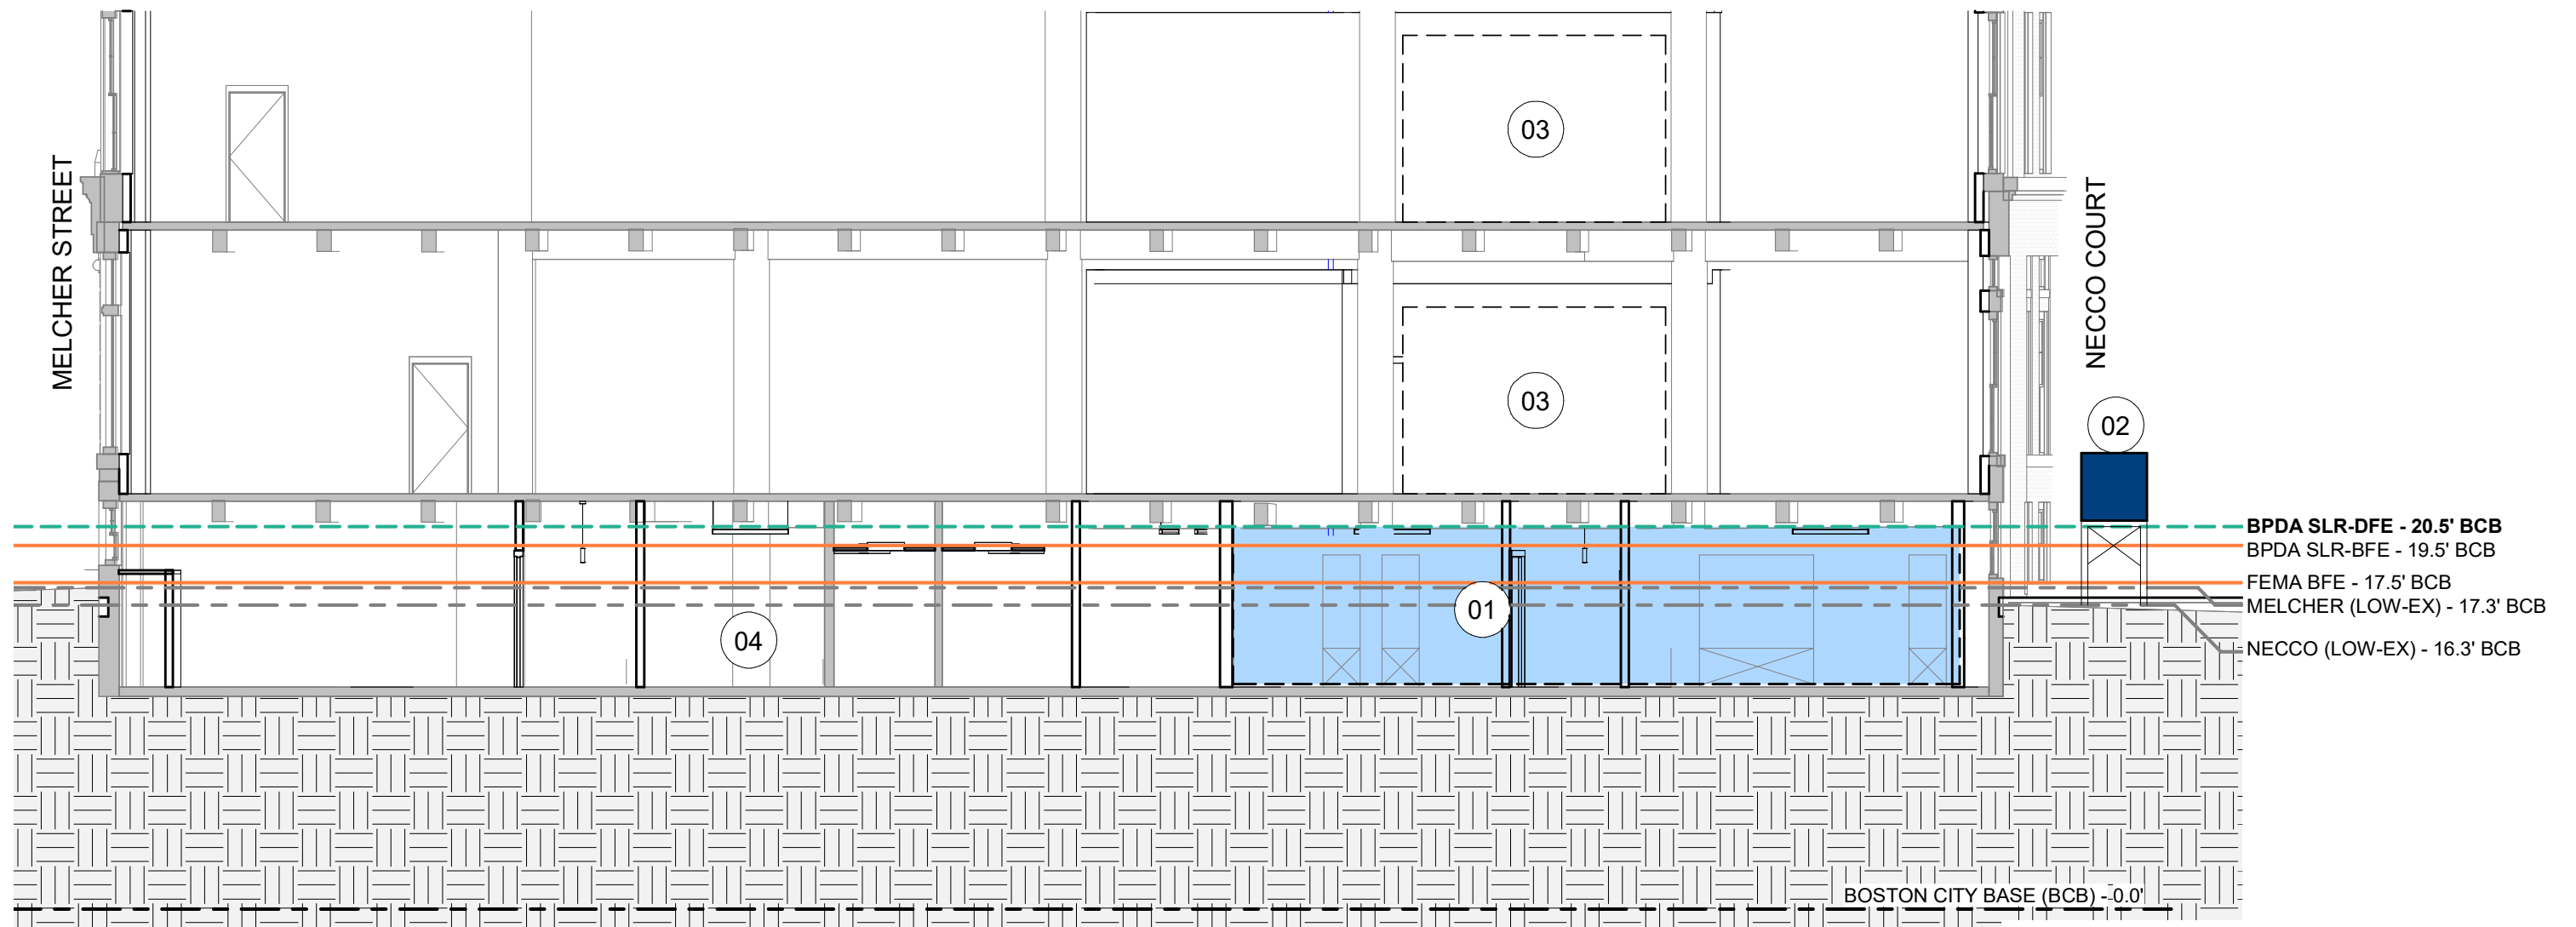 03
MELCHER STREET
NECCO COURT
03
02
BPDA SLR-DFE - 20.5' BCB
BPDA SLR-BFE - 19.5' BCB
FEMA BFE - 17.5' BCB
MELCHER (LOW-EX) - 17.3' BCB
01
04
NECCO (LOW-EX) - 16.3' BCB
BOSTON CITY BASE (BCB) - 0.0'